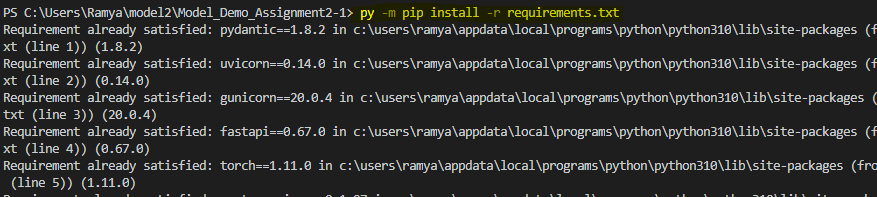 PS C:\Users\Ramya\model2\Model_Demo_Assignment2-1> py -m pip install -r requirements.txt
Requirement already satisfied: pydantic==1.8.2 in c:\users\ramya\appdata\local\programs\python\python310\lib\site-packages (f
xt (line 1)) (1.8.2)
Requirement already satisfied: uvicorn==0.14.0 in c:\users\ramya\appdata\local\programs\python\python310\lib\site-packages (f
xt (line 2)) (0.14.0)
Requirement already satisfied: gunicorn==20.0.4 in c:\users\ramya\appdata\local\programs\python\python310\lib\site-packages (
txt (line 3)) (20.0.4)
Requirement already satisfied: fastapi==0.67.0 in c:\users\ramya\appdata\local\programs\python\python310\lib\site-packages (f
xt (line 4)) (0.67.0)
Requirement already satisfied: torch==1.11.0 in c:\users\ramya\appdata\local\programs\python\python310\lib\site-packages (fro
(line 5)) (1.11.0)